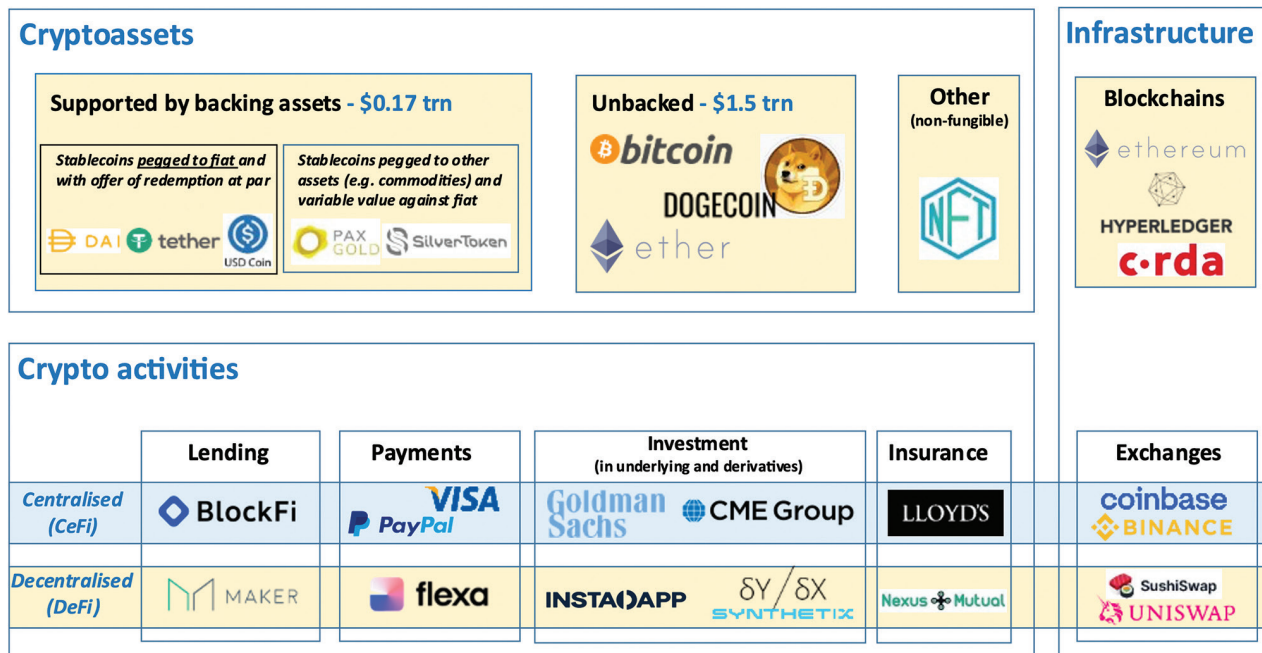 Cryptoassets
Supported by backing assets - $0.17 trn
Stablecoins pegged to fiat and
with offer of redemption at par
DAI
tether
USD Coin
Stablecoins pegged to other
assets (e.g. commodities) and
variable value against fiat
PAX
GOLD
SilverToken
Unbacked - $1.5 trn
bitcoin
DOGECOIN
ether
Other
(non-fungible)
NFT
Infrastructure
Blockchains
ethereum
HYPERLEDGER
c·rda
Crypto activities
Lending
Payments
Investment
(in underlying and derivatives)
Insurance
Exchanges
Centralised
(CeFi)
BlockFi
VISA
PayPal
Goldman
Sachs
CME Group
LLOYD'S
coinbase
BINANCE
Decentralised
(DeFi)
MAKER
flexa
INSTADAPP
δY/δX
SYNTHETIX
Nexus Mutual
SushiSwap
UNISWAP